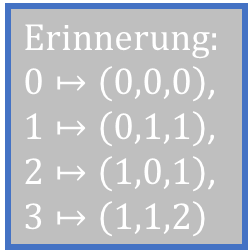 Erinnerung:
0 ↦ (0,0,0),
1 ↦ (0,1,1),
2 ↦ (1,0,1),
3 ↦ (1,1,2)